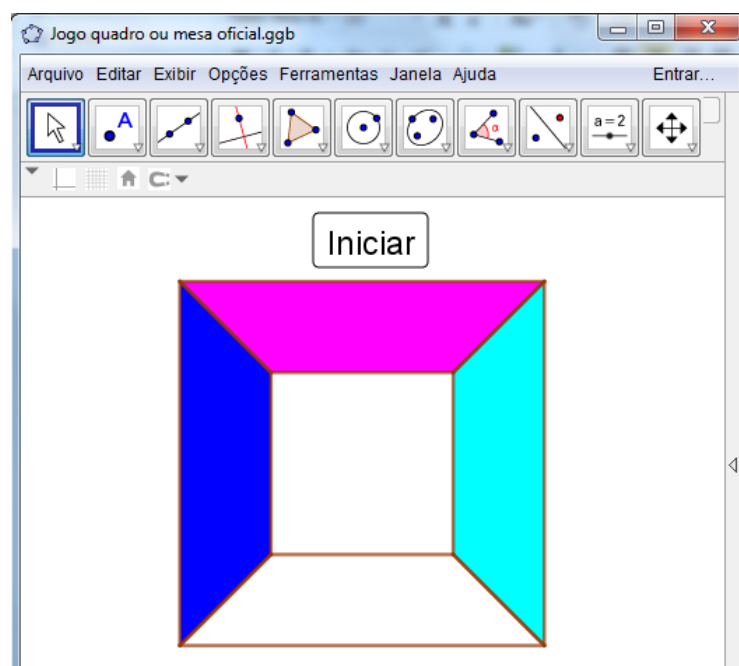 Jogo quadro ou mesa oficial.ggb
Arquivo Editar Exibir Opções Ferramentas Janela Ajuda Entrar...
A
α
a=2
Iniciar